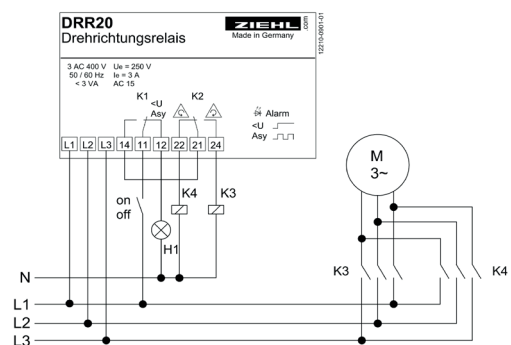 DRR20
Drehrichtungsrelais
ZIEHL .com
Made in Germany
12210-0901-01
3 AC 400 V Ue = 250 V
50 / 60 Hz Ie = 3 A
< 3 VA AC 15
K1 K2
<U
Asy
Alarm
<U
Asy
L1 L2 L3 14 11 12 22 21 24
M
3~
on
off
K4 K3
H1
N
K3 K4
L1
L2
L3